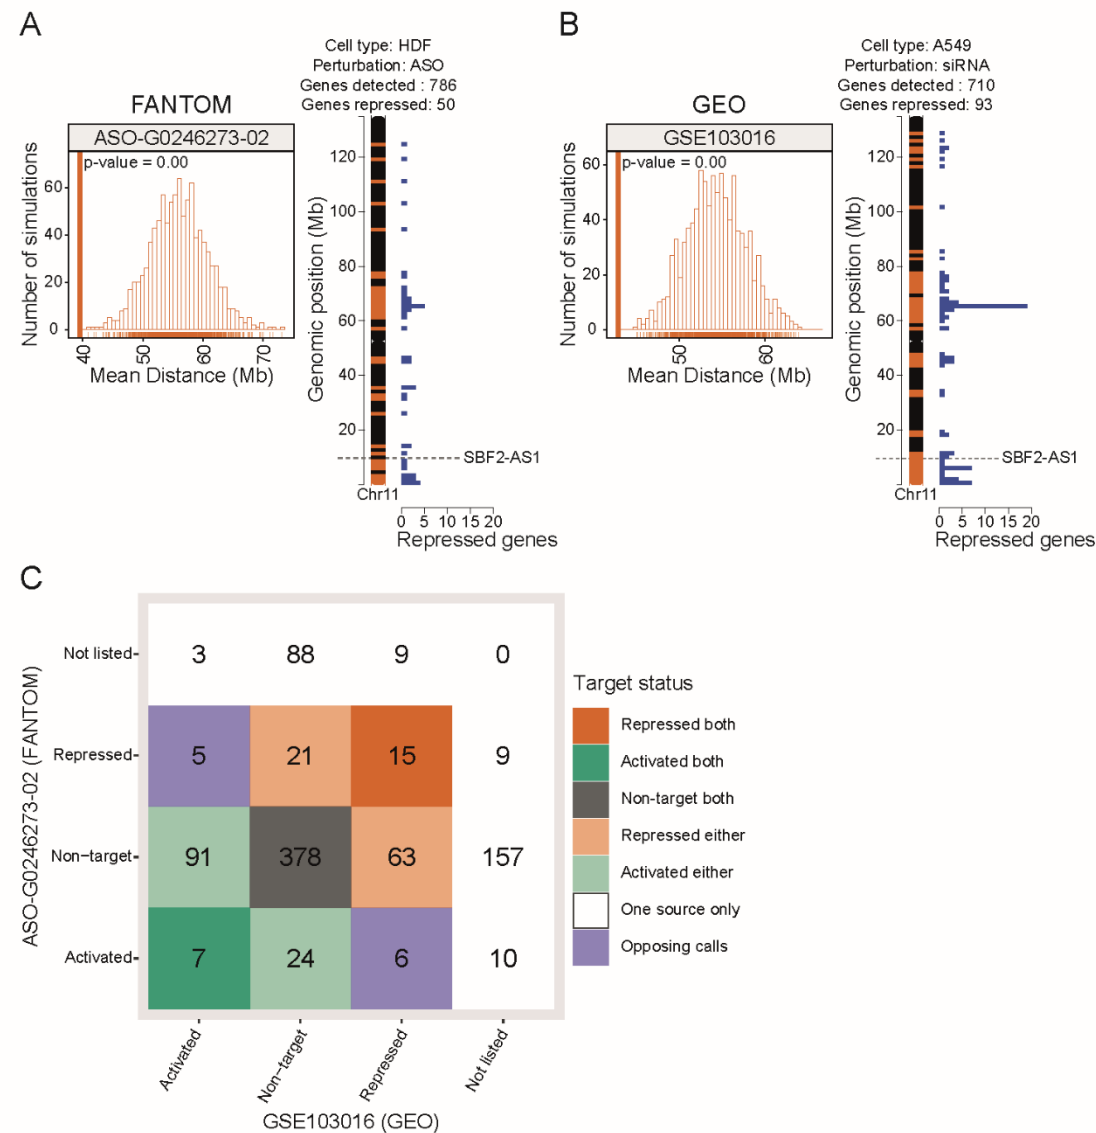 A
Cell type: HDF
Perturbation: ASO
Genes detected : 786
Genes repressed: 50
FANTOM
ASO-G0246273-02
p-value = 0.00
Number of simulations
60
40
20
0
40
50
60
70
Mean Distance (Mb)
Genomic position (Mb)
120
100
80
60
40
20
SBF2-AS1
Chr11
0 5 10 15 20
Repressed genes
B
Cell type: A549
Perturbation: siRNA
Genes detected : 710
Genes repressed: 93
GEO
GSE103016
p-value = 0.00
Number of simulations
60
40
20
0
50
60
Mean Distance (Mb)
Genomic position (Mb)
120
100
80
60
40
20
SBF2-AS1
Chr11
0 5 10 15 20
Repressed genes
C
ASO-G0246273-02 (FANTOM)
Not listed 3 88 9 0
Repressed 5 21 15 9
Non-target 91 378 63 157
Activated 7 24 6 10
Activated
Non-target
Repressed
Not listed
GSE103016 (GEO)
Target status
Repressed both
Activated both
Non-target both
Repressed either
Activated either
One source only
Opposing calls